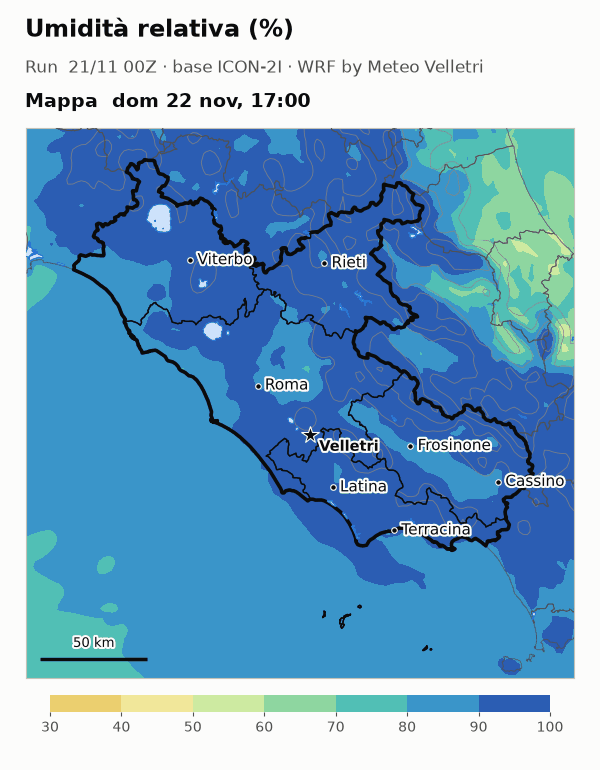 Umidità relativa (%)
Run 21/11 00Z · base ICON-2I · WRF by Meteo Velletri
Mappa dom 22 nov, 17:00
Viterbo
Rieti
Roma
Velletri
Frosinone
Cassino
Latina
Terracina
50 km
30 40 50 60 70 80 90 100